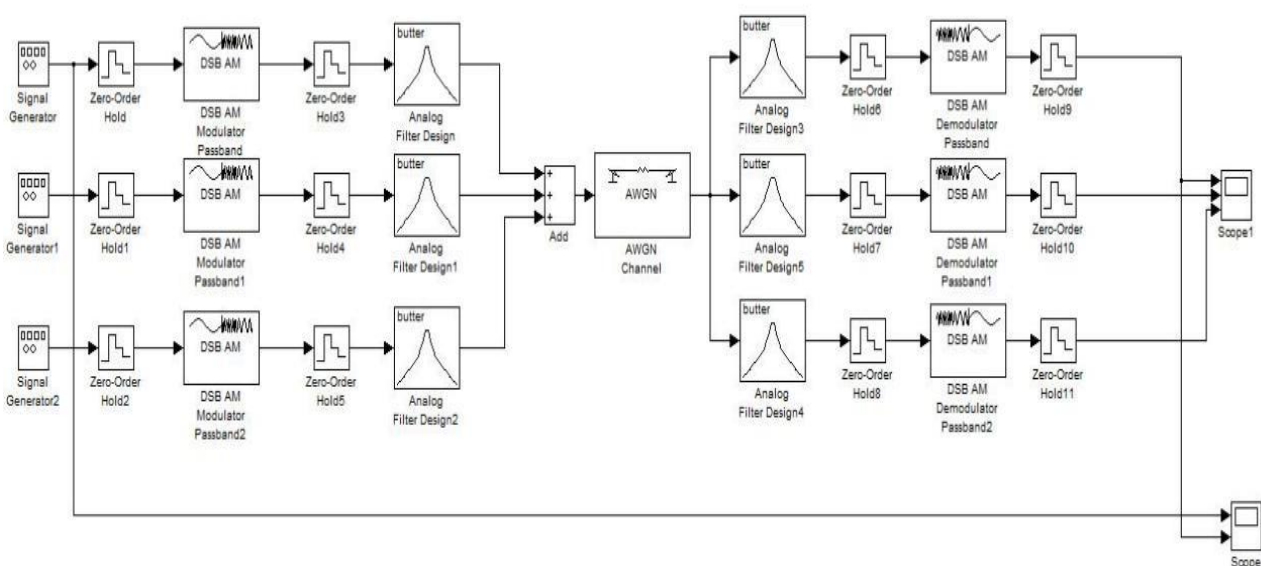 Signal
Generator
Zero-Order
Hold
DSB AM
DSB AM
Modulator
Passband
Zero-Order
Hold3
butter
Analog
Filter Design
Signal
Generator1
Zero-Order
Hold1
DSB AM
DSB AM
Modulator
Passband1
Zero-Order
Hold4
butter
Analog
Filter Design1
Signal
Generator2
Zero-Order
Hold2
DSB AM
DSB AM
Modulator
Passband2
Zero-Order
Hold5
butter
Analog
Filter Design2
+
+
+
Add
AWGN
AWGN
Channel
butter
Analog
Filter Design3
Zero-Order
Hold6
DSB AM
DSB AM
Demodulator
Passband
Zero-Order
Hold9
butter
Analog
Filter Design5
Zero-Order
Hold7
DSB AM
DSB AM
Demodulator
Passband1
Zero-Order
Hold10
butter
Analog
Filter Design4
Zero-Order
Hold8
DSB AM
DSB AM
Demodulator
Passband2
Zero-Order
Hold11
Scope1
Scope